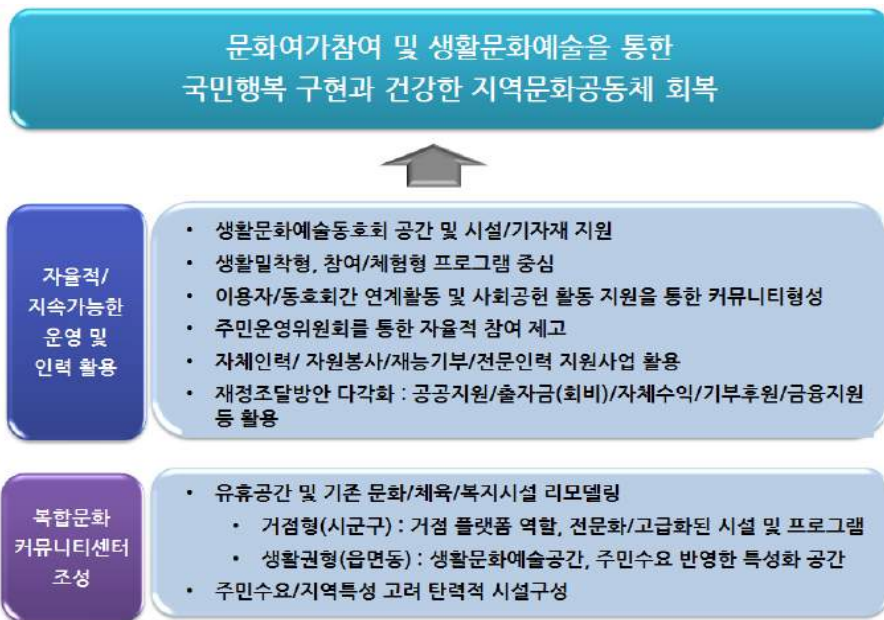 문화여가참여 및 생활문화예술을 통한
국민행복 구현과 건강한 지역문화공동체 회복
자율적/
지속가능한
운영 및
인력 활용
• 생활문화예술동호회 공간 및 시설/기자재 지원
• 생활밀착형, 참여/체험형 프로그램 중심
• 이용자/동호회간 연계활동 및 사회공헌 활동 지원을 통한 커뮤니티형성
• 주민운영위원회를 통한 자율적 참여 제고
• 자체인력/ 자원봉사/재능기부/전문인력 지원사업 활용
• 재정조달방안 다각화 : 공공지원/출자금(회비)/자체수익/기부후원/금융지원
등 활용
복합문화
커뮤니티센터
조성
• 유휴공간 및 기존 문화/체육/복지시설 리모델링
• 거점형(시군구) : 거점 플랫폼 역할, 전문화/고급화된 시설 및 프로그램
• 생활권형(읍면동) : 생활문화예술공간, 주민수요 반영한 특성화 공간
• 주민수요/지역특성 고려 탄력적 시설구성